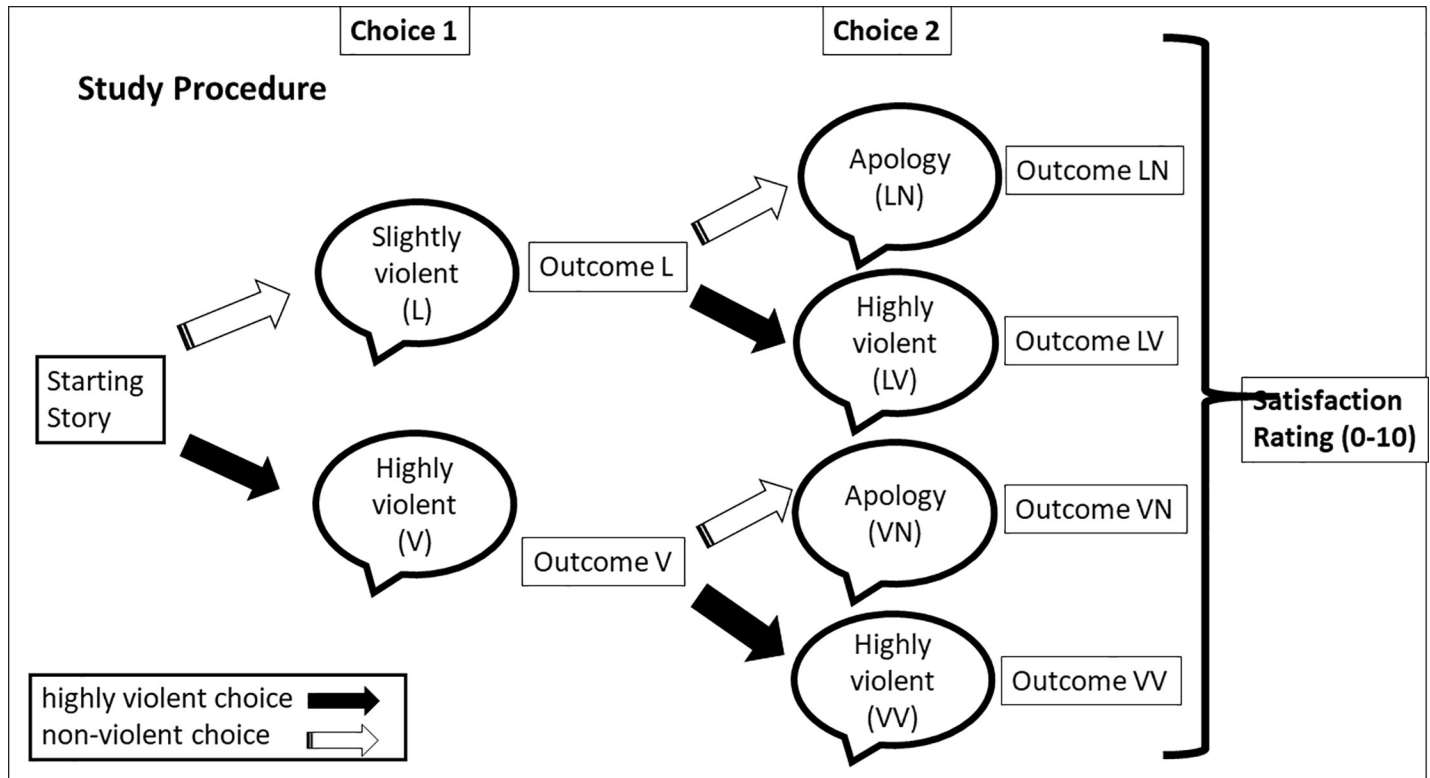 Choice 1
Choice 2
Study Procedure
Starting
Story
Slightly
violent
(L)
Outcome L
Highly
violent
(V)
Outcome V
Apology
(LN)
Outcome LN
Highly
violent
(LV)
Outcome LV
Apology
(VN)
Outcome VN
Highly
violent
(VV)
Outcome VV
Satisfaction
Rating (0-10)
highly violent choice
non-violent choice